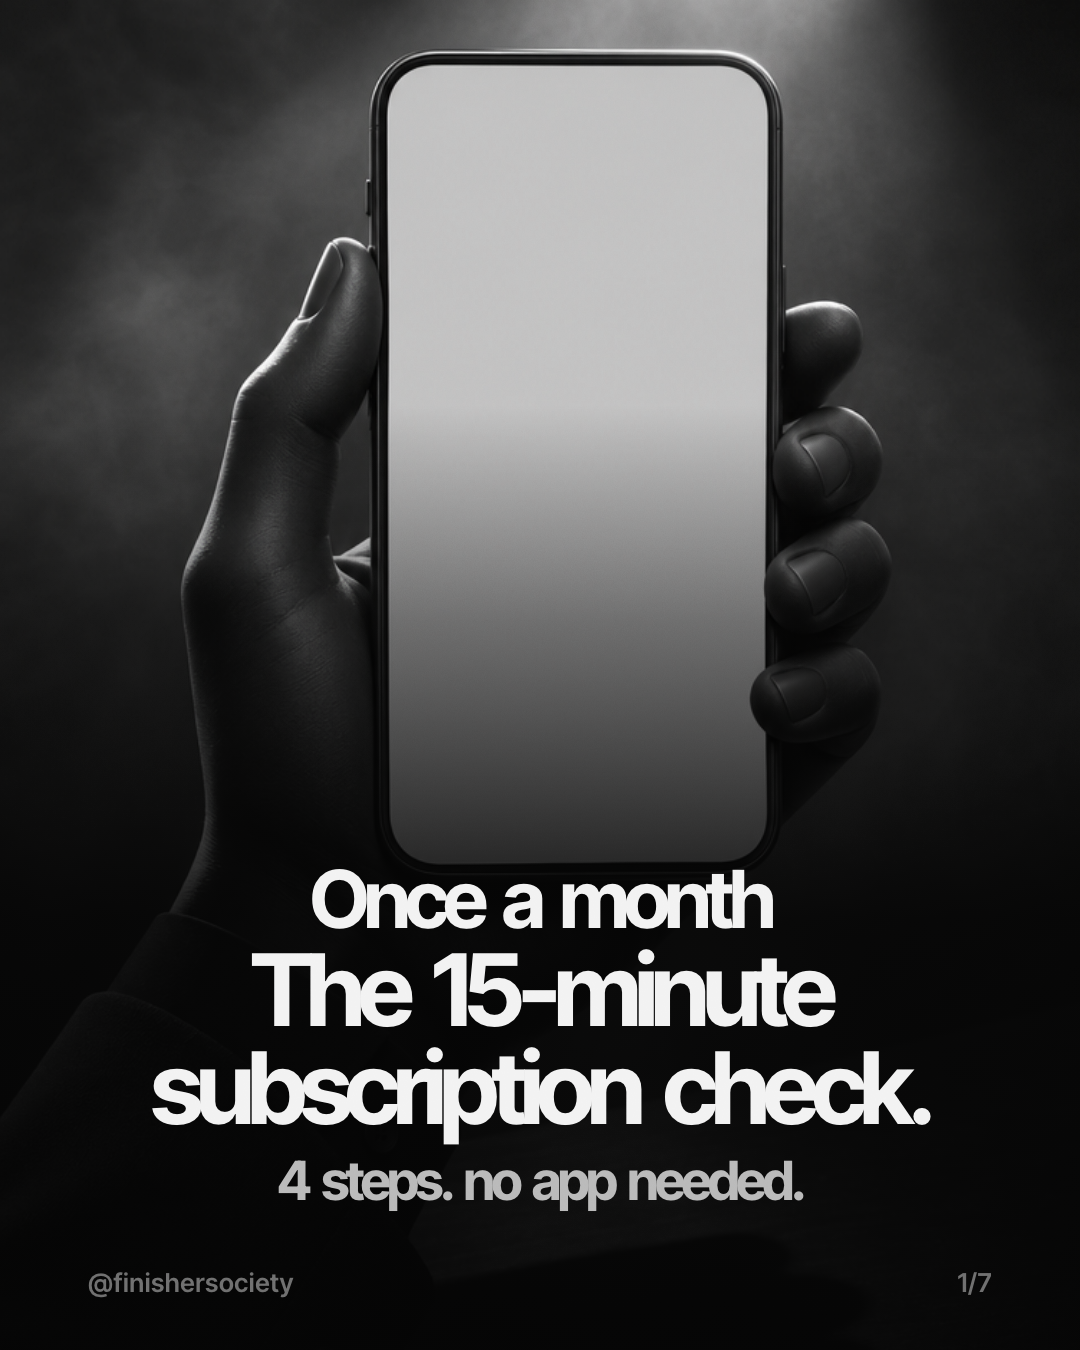 Once a month
The 15-minute
subscription check.
4 steps. no app needed.
@finishersociety
1/7